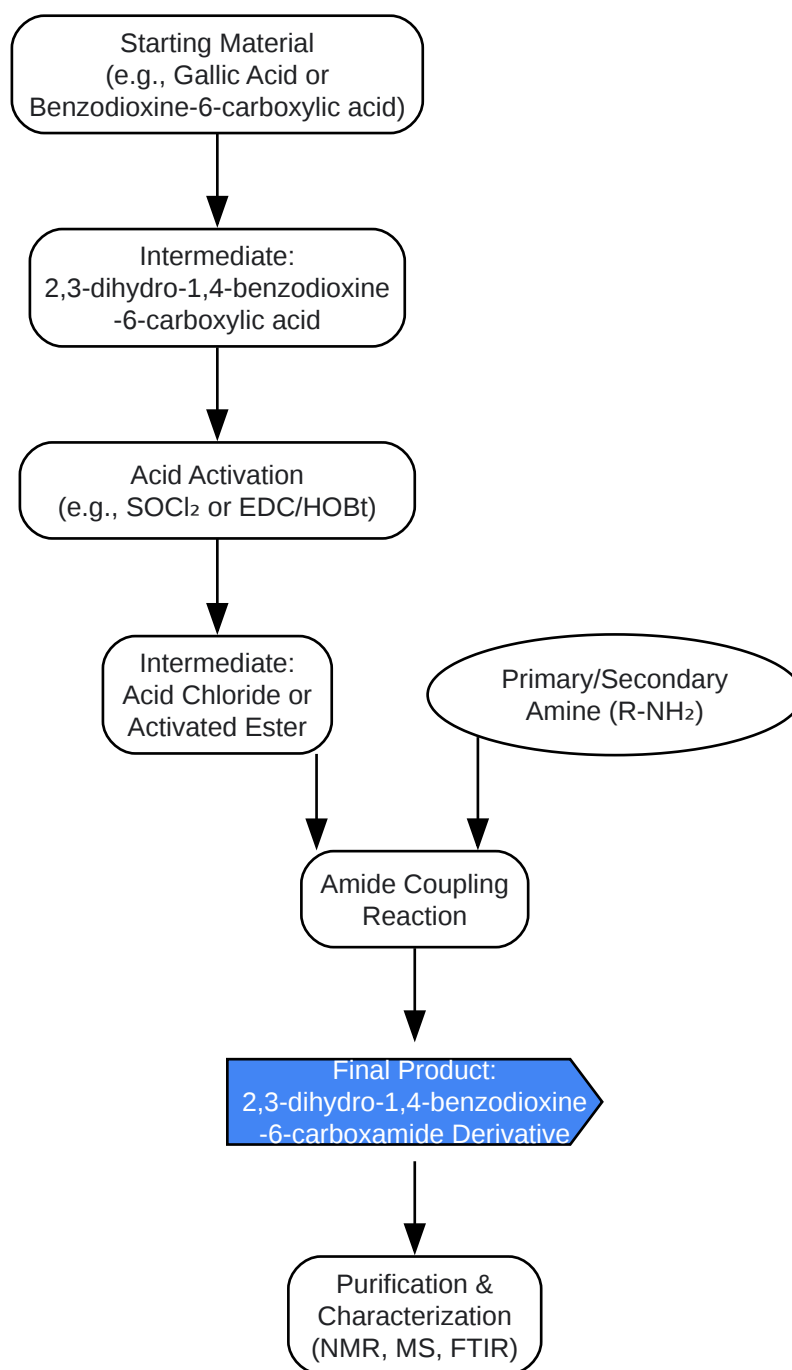 Starting Material
(e.g., Gallic Acid or
Benzodioxine-6-carboxylic acid)
Intermediate:
2,3-dihydro-1,4-benzodioxine
-6-carboxylic acid
Acid Activation
(e.g., SOCl₂ or EDC/HOBt)
Intermediate:
Acid Chloride or
Activated Ester
Primary/Secondary
Amine (R-NH₂)
Amide Coupling
Reaction
Final Product:
2,3-dihydro-1,4-benzodioxine
-6-carboxamide Derivative
Purification &
Characterization
(NMR, MS, FTIR)